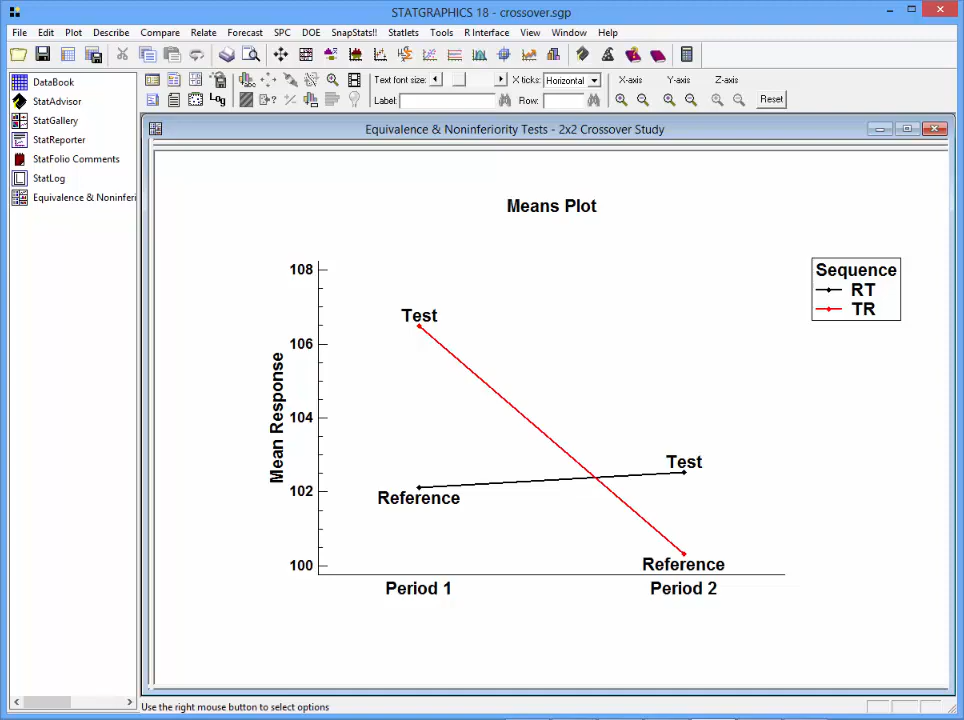 STATGRAPHICS 18 - crossover.sgp
File Edit Plot Describe Compare Relate Forecast SPC DOE SnapStats!! Statlets Tools R Interface View Window Help
Text font size: X ticks: Horizontal X-axis Y-axis Z-axis
Log Label: Row: Reset
DataBook
StatAdvisor
StatGallery
StatReporter
StatFolio Comments
StatLog
Equivalence & Noninferi
Equivalence & Noninferiority Tests - 2x2 Crossover Study
Means Plot
Sequence
RT
TR
Mean Response
108
106
104
102
100
Test
Reference
Test
Reference
Period 1
Period 2
Use the right mouse button to select options